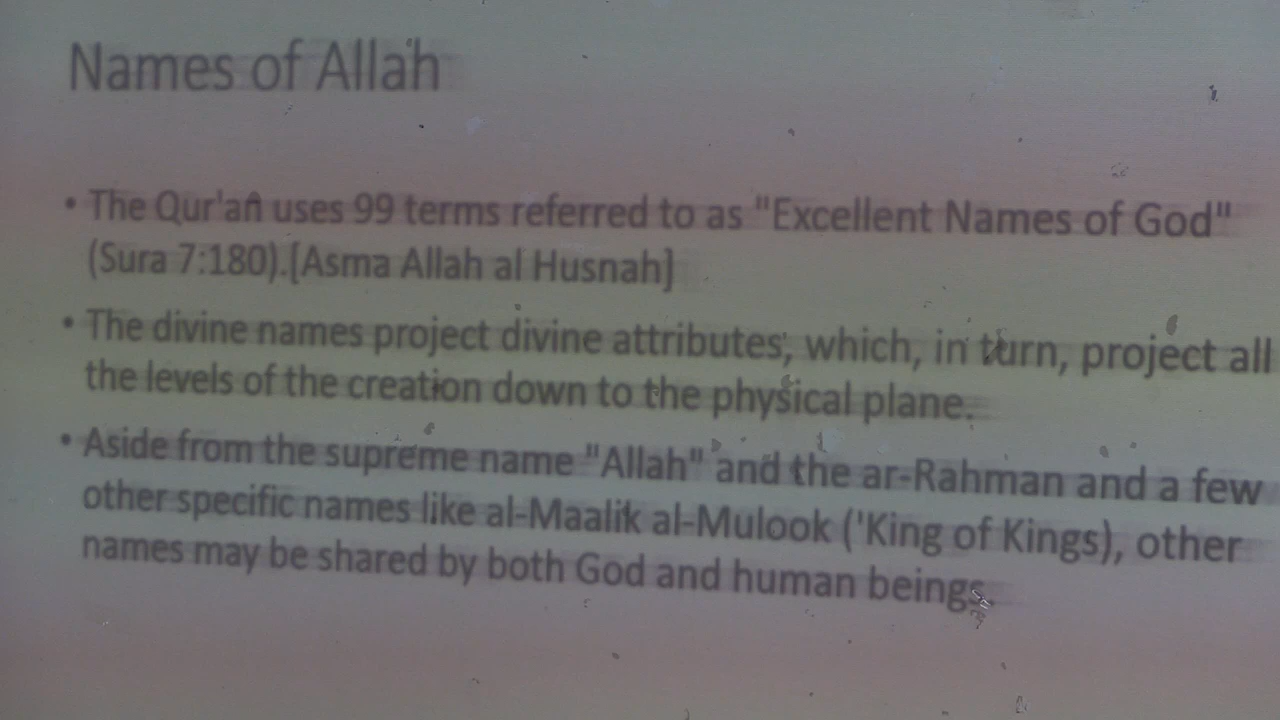 Names of Allah
• The Qur'an uses 99 terms referred to as "Excellent Names of God"
(Sura 7:180).[Asma Allah al Husnah]
• The divine names project divine attributes, which, in turn, project all
the levels of the creation down to the physical plane.
• Aside from the supreme name "Allah" and the ar-Rahman and a few
other specific names like al-Maalik al-Mulook ('King of Kings), other
names may be shared by both God and human beings.